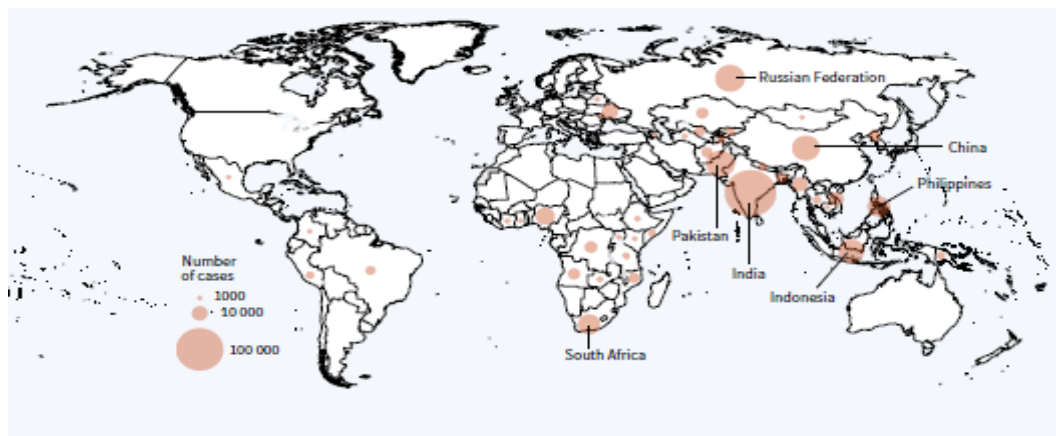 Russian Federation
China
Philippines
Pakistan
India
Indonesia
South Africa
Number
of cases
1000
10 000
100 000